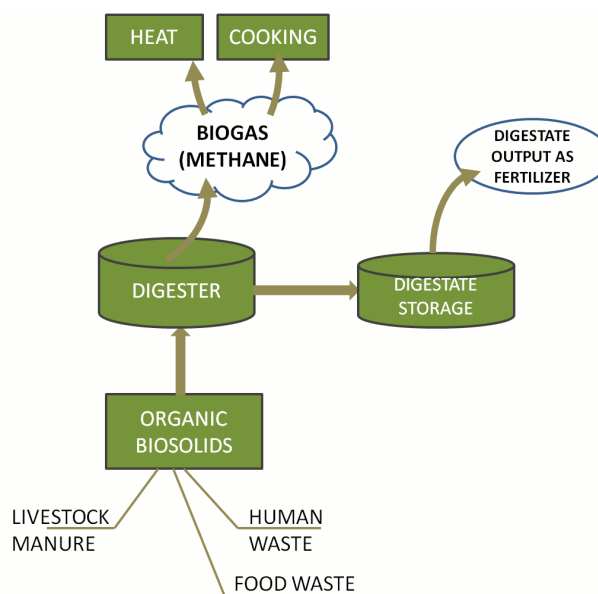 HEAT
COOKING
BIOGAS
(METHANE)
DIGESTATE
OUTPUT AS
FERTILIZER
DIGESTER
DIGESTATE
STORAGE
ORGANIC
BIOSOLIDS
LIVESTOCK
MANURE
HUMAN
WASTE
FOOD WASTE